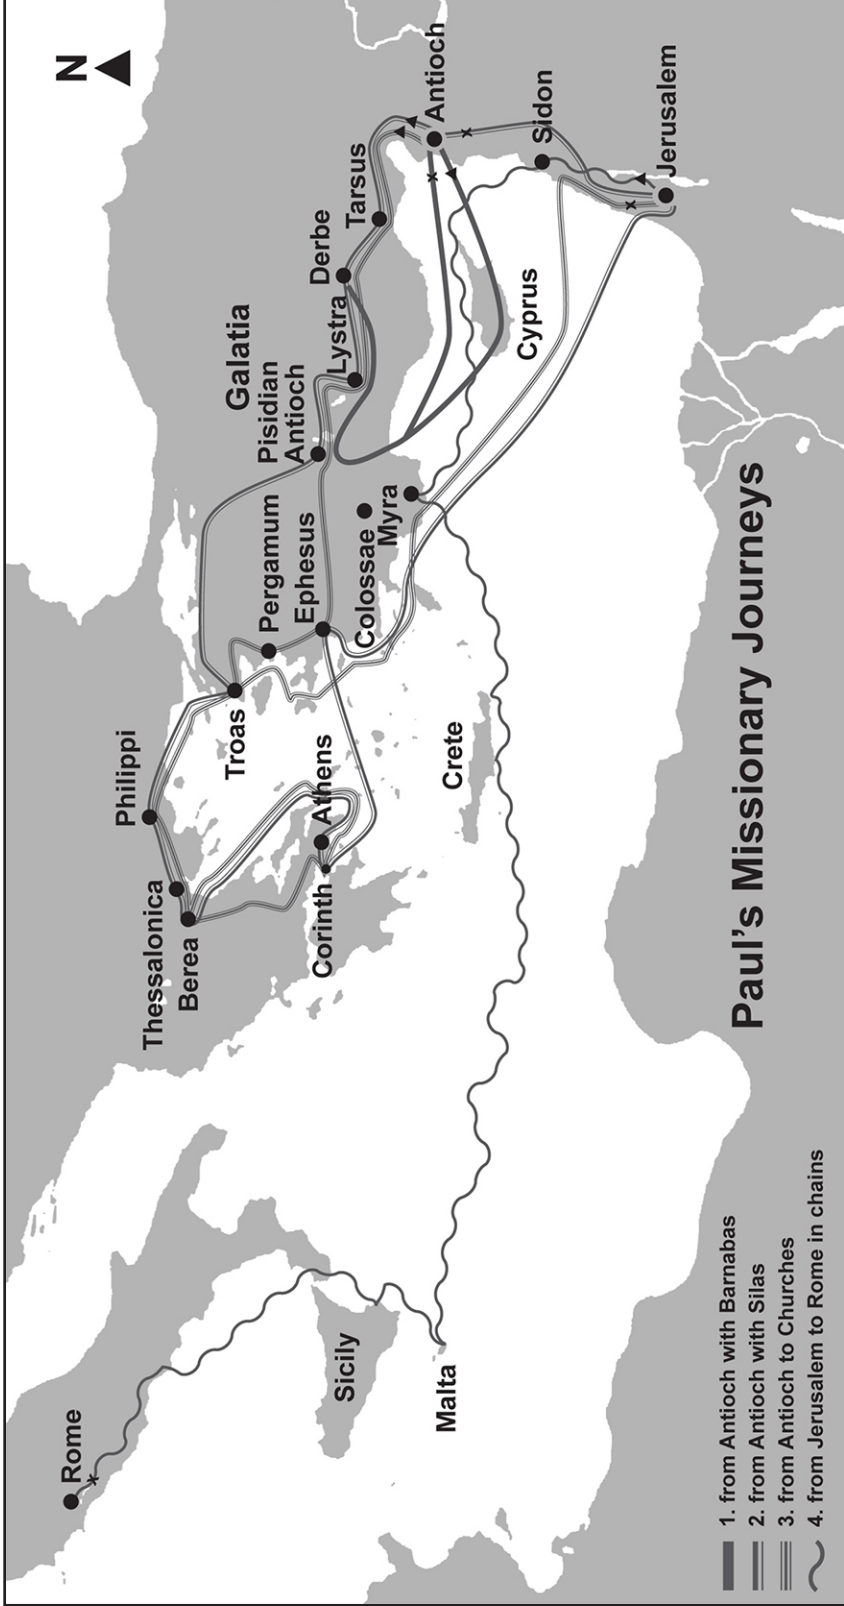 N
Rome
Thessalonica
Berea
Philippi
Troas
Pergamum
Ephesus
Galatia
Pisidian
Antioch
Lystra
Derbe
Tarsus
Antioch
Sidon
Jerusalem
Colossae
Myra
Athens
Corinth
Crete
Cyprus
Sicily
Malta
Paul's Missionary Journeys
1. from Antioch with Barnabas
2. from Antioch with Silas
3. from Antioch to Churches
4. from Jerusalem to Rome in chains